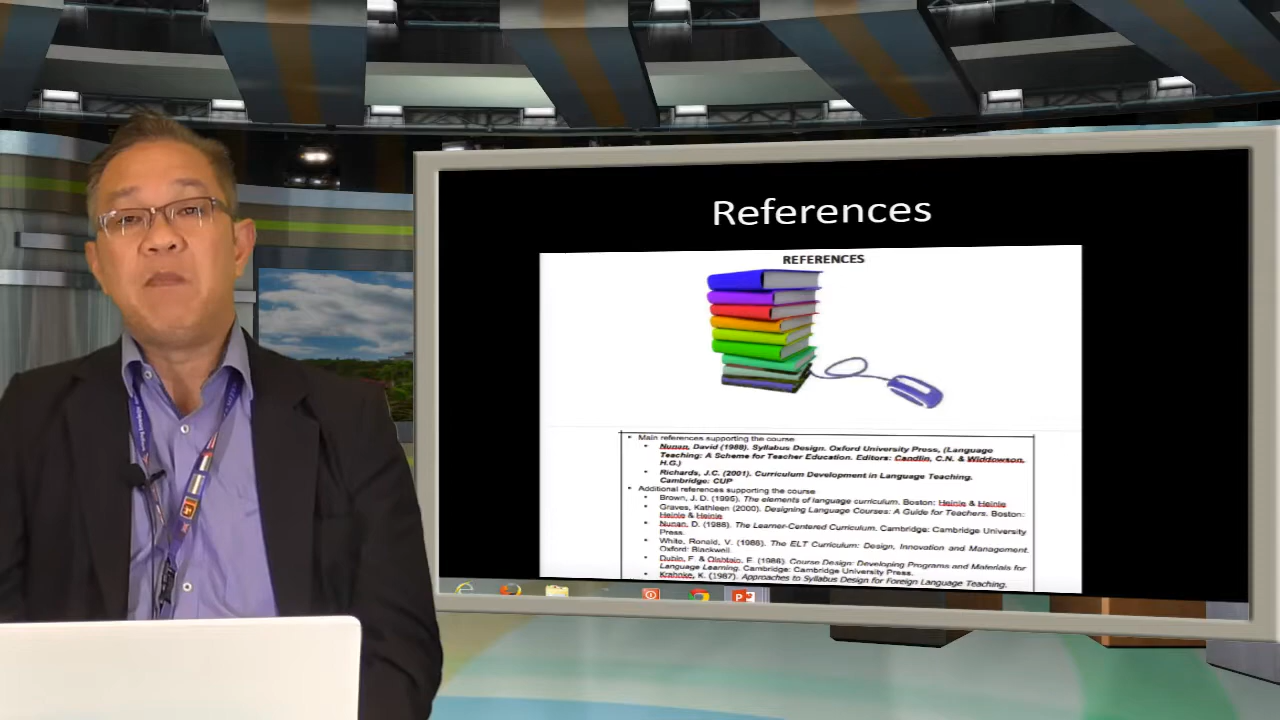 References
REFERENCES
Main references supporting the course
Nunan, David (1988). Syllabus Design. Oxford University Press, (Language
Teaching: A Scheme for Teacher Education. Editors: Candlin, C.N. & Widdowson,
H.G.)
Richards, J.C. (2001). Curriculum Development in Language Teaching.
Cambridge: CUP
Additional references supporting the course
Brown, J. D. (1995). The elements of language curriculum. Boston: Heinle & Heinle
Graves, Kathleen (2000). Designing Language Courses: A Guide for Teachers. Boston:
Heinle & Heinle
Nunan, D. (1988). The Learner-Centered Curriculum. Cambridge: Cambridge University
Press.
White, Ronald, V. (1988). The ELT Curriculum: Design, Innovation and Management.
Oxford: Blackwell.
Dubin, F. & Olshtain, E. (1986). Course Design: Developing Programs and Materials for
Language Learning. Cambridge: Cambridge University Press.
Krahnke, K. (1987). Approaches to Syllabus Design for Foreign Language Teaching.